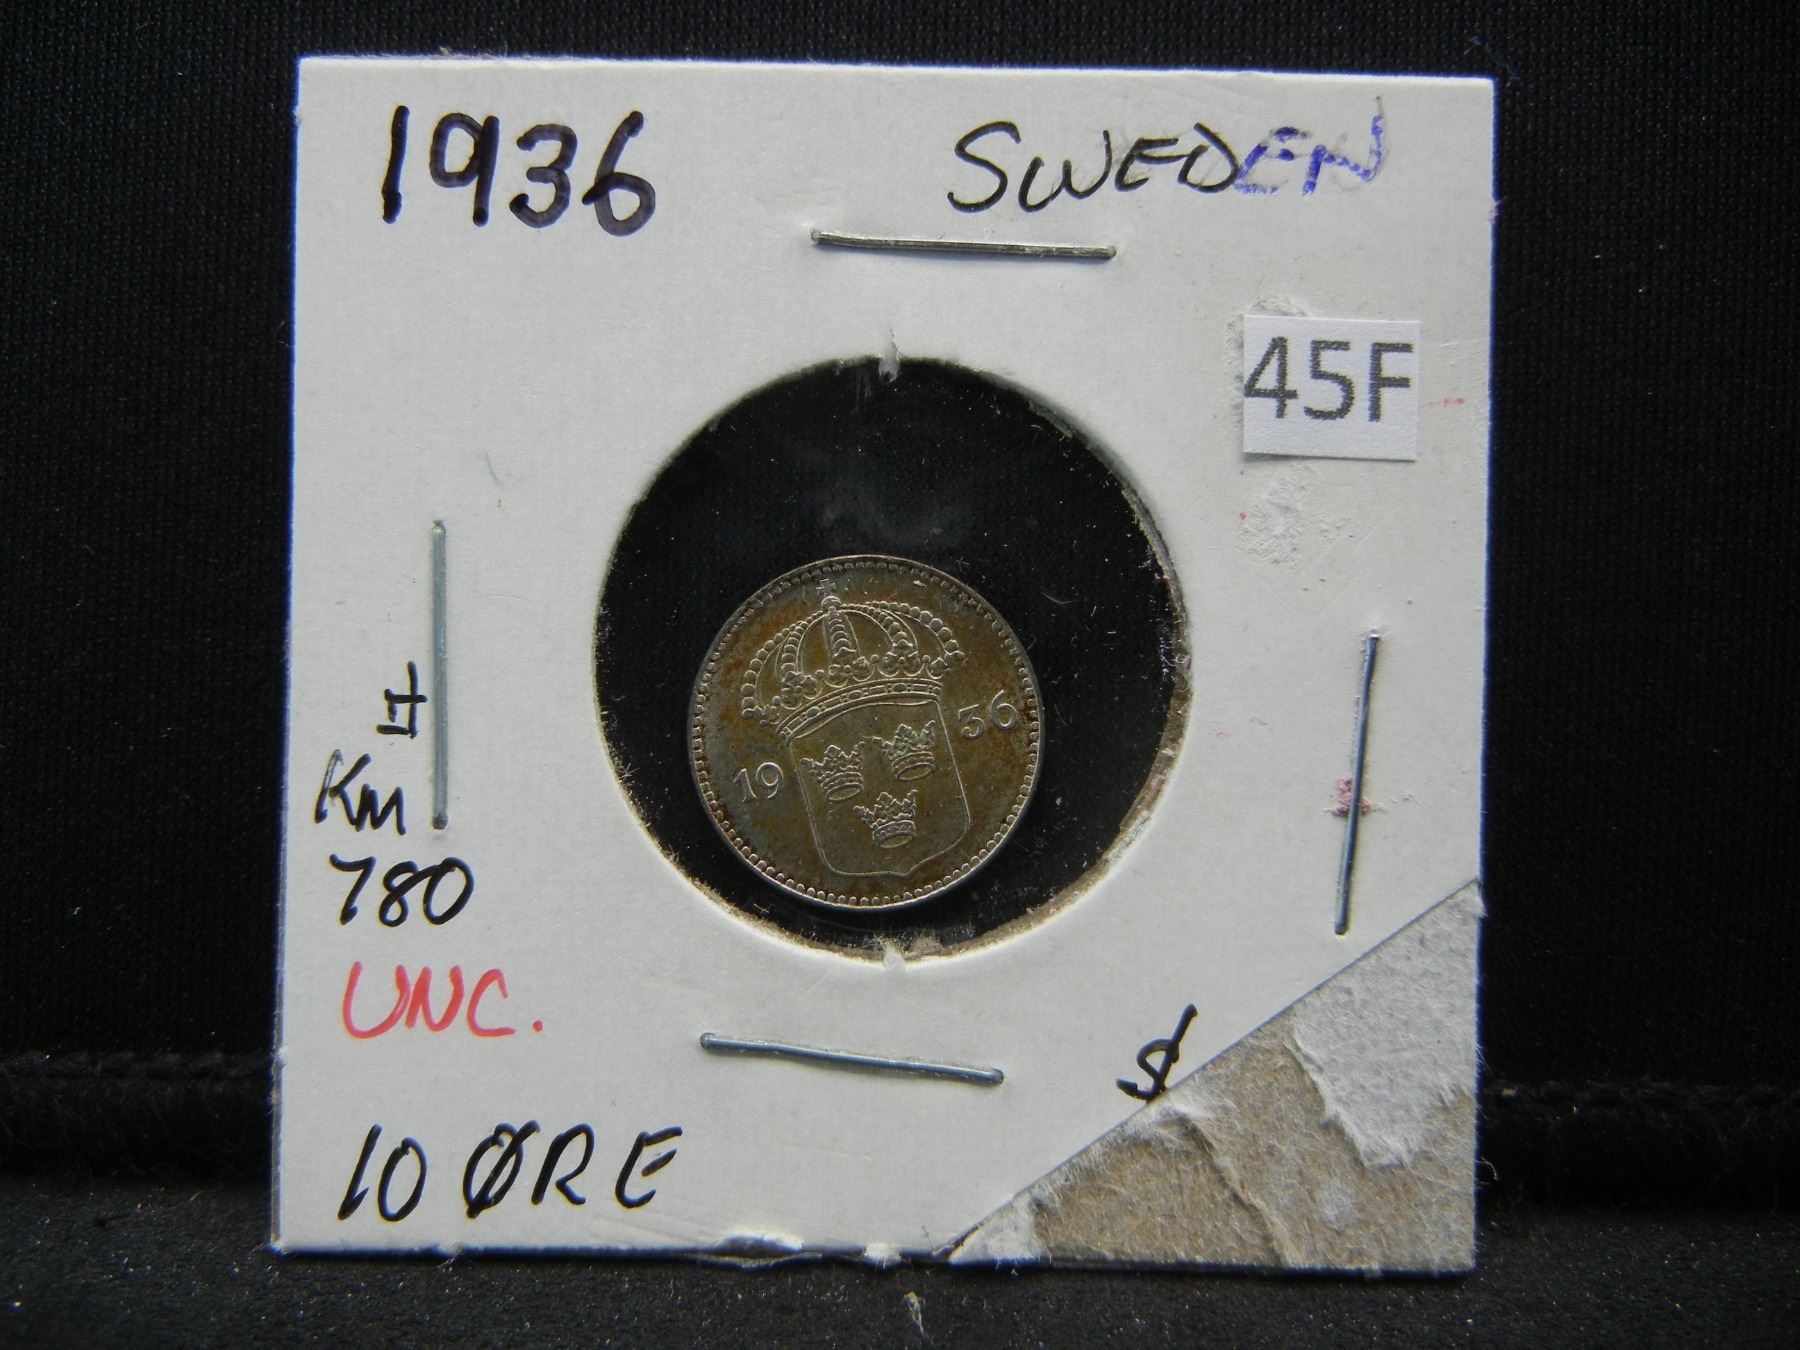 1936 SWEDEN
45F
19 36
KM
780
UNC.
10 ØRE